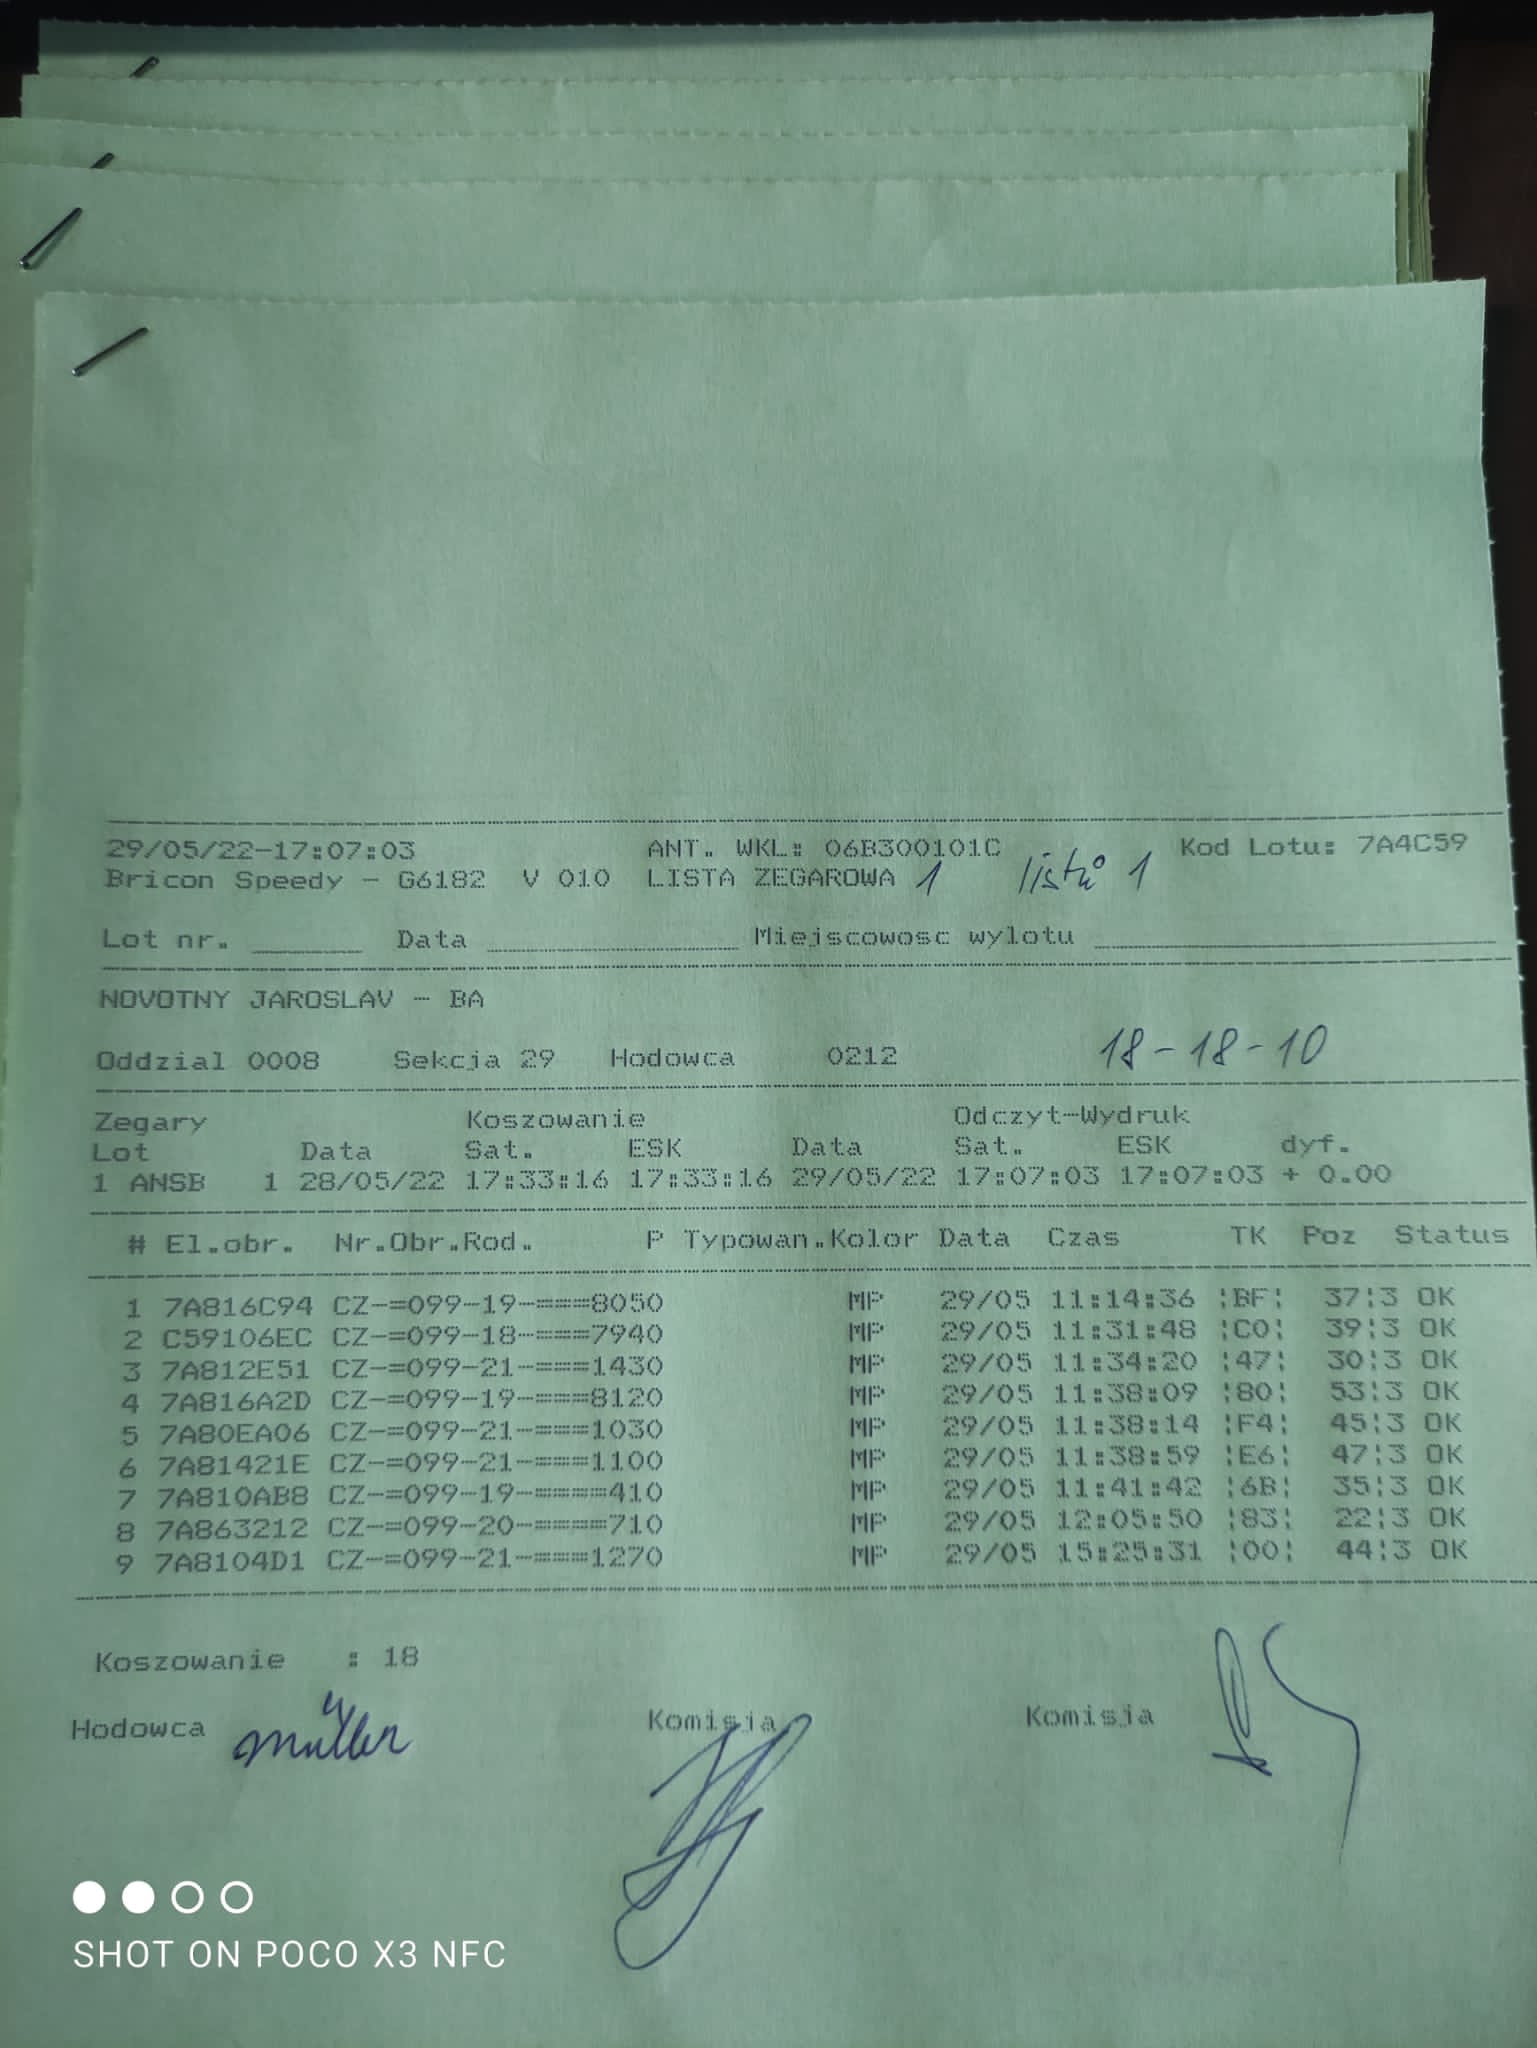 29/05/22-17:07:03 ANT. WKL: 06B300101C Kod Lotu: 7A4C59
Bricon Speedy - G6182 V 010 LISTA ZEGAROWA 1 listů 1
Lot nr. Data Miejscowosc wylotu
NOVOTNY JAROSLAV - BA
Oddzial 0008 Sekcja 29 Hodowca 0212 18-18-10
Zegary Koszowanie Odczyt-Wydruk
Lot Data Sat. ESK Data Sat. ESK dyf.
1 ANSB 1 28/05/22 17:33:16 17:33:16 29/05/22 17:07:03 17:07:03 + 0.00
# El.obr. Nr.Obr.Rod. P Typowan.Kolor Data Czas TK Poz Status
1 7A816C94 CZ-=099-19-===8050 MP 29/05 11:14:36 ¦BF¦ 37¦3 OK
2 C59106EC CZ-=099-18-===7940 MP 29/05 11:31:48 ¦C0¦ 39¦3 OK
3 7A812E51 CZ-=099-21-===1430 MP 29/05 11:34:20 ¦47¦ 30¦3 OK
4 7A816A2D CZ-=099-19-===8120 MP 29/05 11:38:09 ¦80¦ 53¦3 OK
5 7A80EA06 CZ-=099-21-===1030 MP 29/05 11:38:14 ¦F4¦ 45¦3 OK
6 7A81421E CZ-=099-21-===1100 MP 29/05 11:38:59 ¦E6¦ 47¦3 OK
7 7A810AB8 CZ-=099-19-====410 MP 29/05 11:41:42 ¦6B¦ 35¦3 OK
8 7A863212 CZ-=099-20-====710 MP 29/05 12:05:50 ¦83¦ 22¦3 OK
9 7A8104D1 CZ-=099-21-===1270 MP 29/05 15:25:31 ¦00¦ 44¦3 OK
Koszowanie : 18
Hodowca Müller Komisja Komisja
SHOT ON POCO X3 NFC